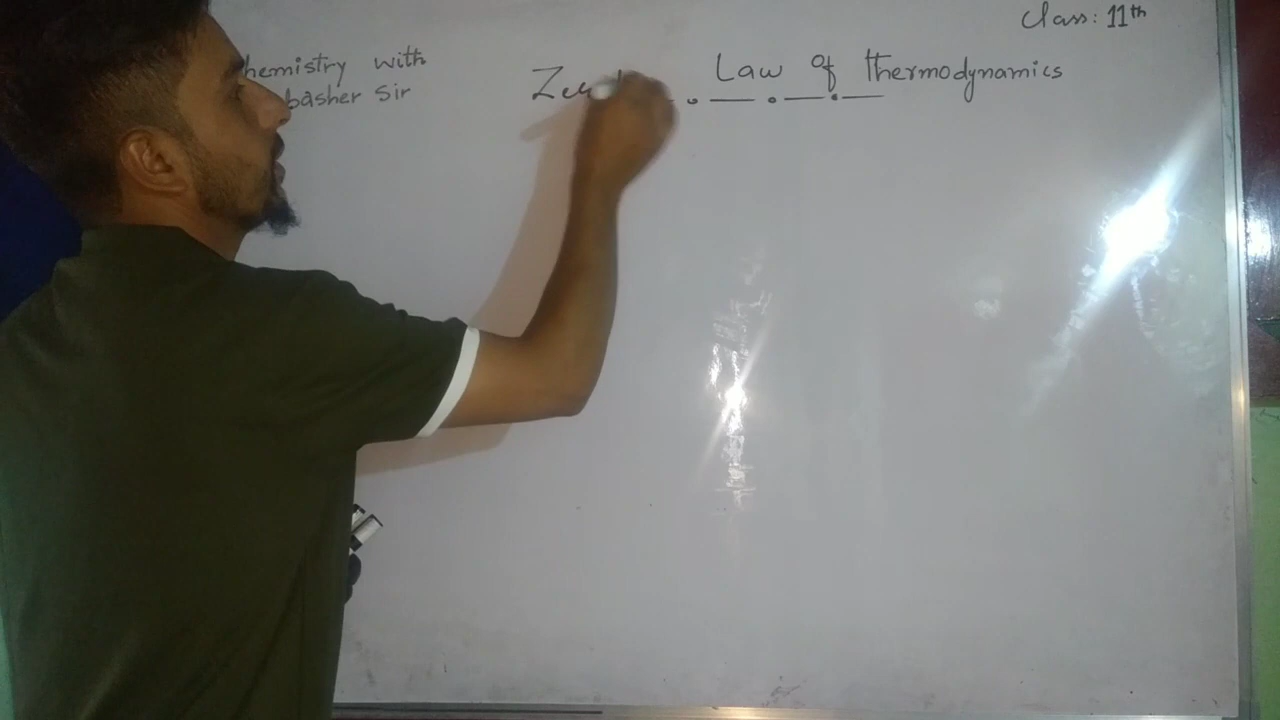 Class: 11th
hemistry with
basher Sir
Law of thermodynamics